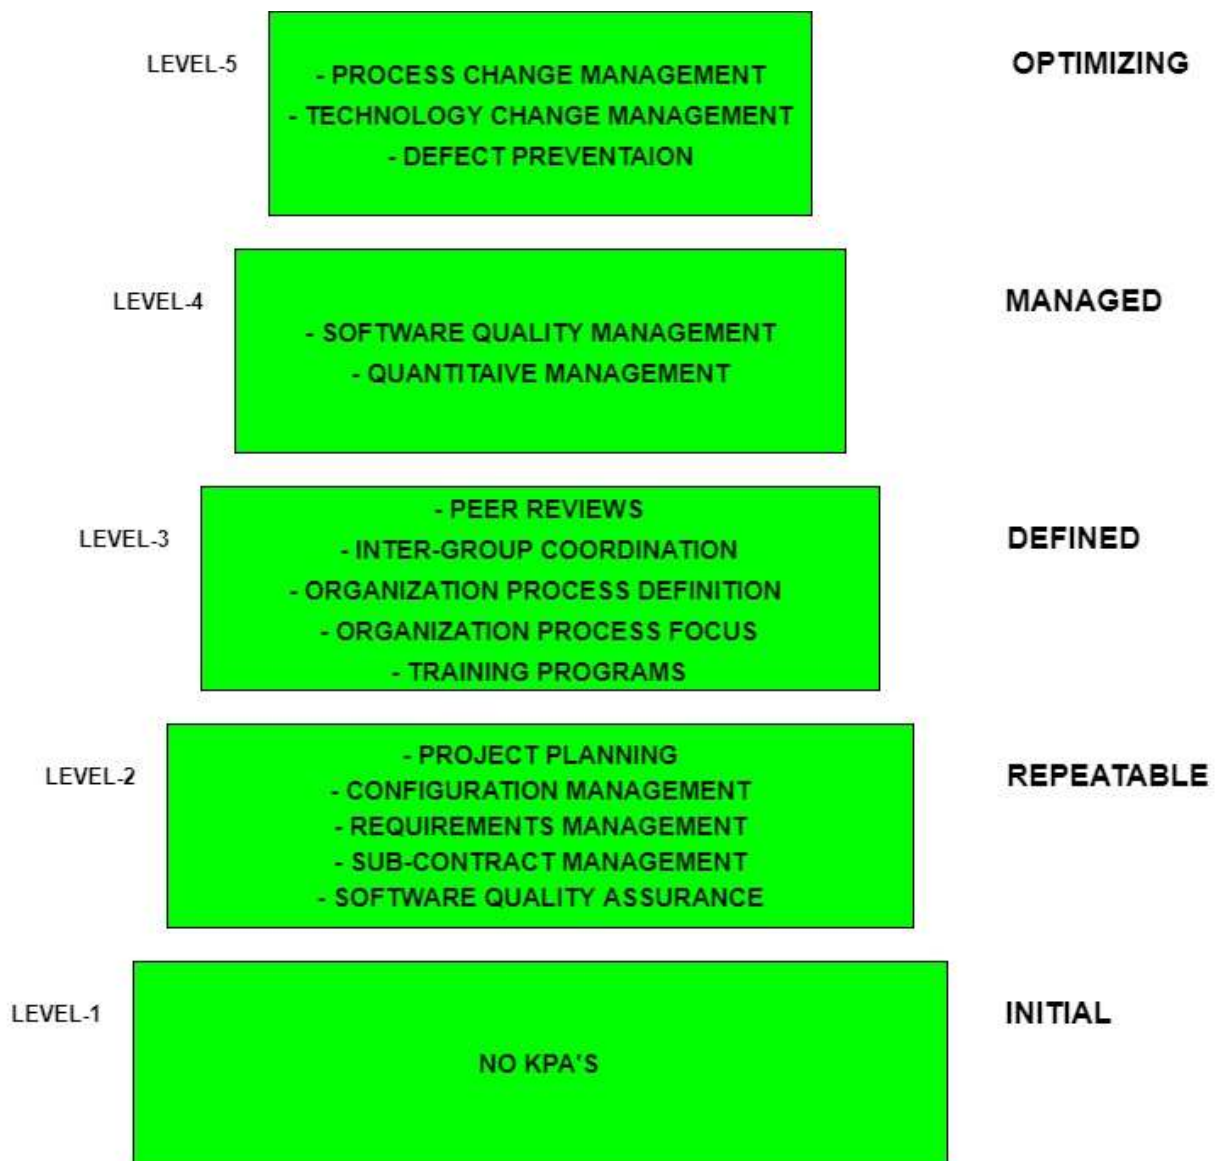 LEVEL-5
OPTIMIZING
- PROCESS CHANGE MANAGEMENT
- TECHNOLOGY CHANGE MANAGEMENT
- DEFECT PREVENTAION
LEVEL-4
MANAGED
- SOFTWARE QUALITY MANAGEMENT
- QUANTITAIVE MANAGEMENT
LEVEL-3
DEFINED
- PEER REVIEWS
- INTER-GROUP COORDINATION
- ORGANIZATION PROCESS DEFINITION
- ORGANIZATION PROCESS FOCUS
- TRAINING PROGRAMS
LEVEL-2
REPEATABLE
- PROJECT PLANNING
- CONFIGURATION MANAGEMENT
- REQUIREMENTS MANAGEMENT
- SUB-CONTRACT MANAGEMENT
- SOFTWARE QUALITY ASSURANCE
LEVEL-1
INITIAL
NO KPA'S